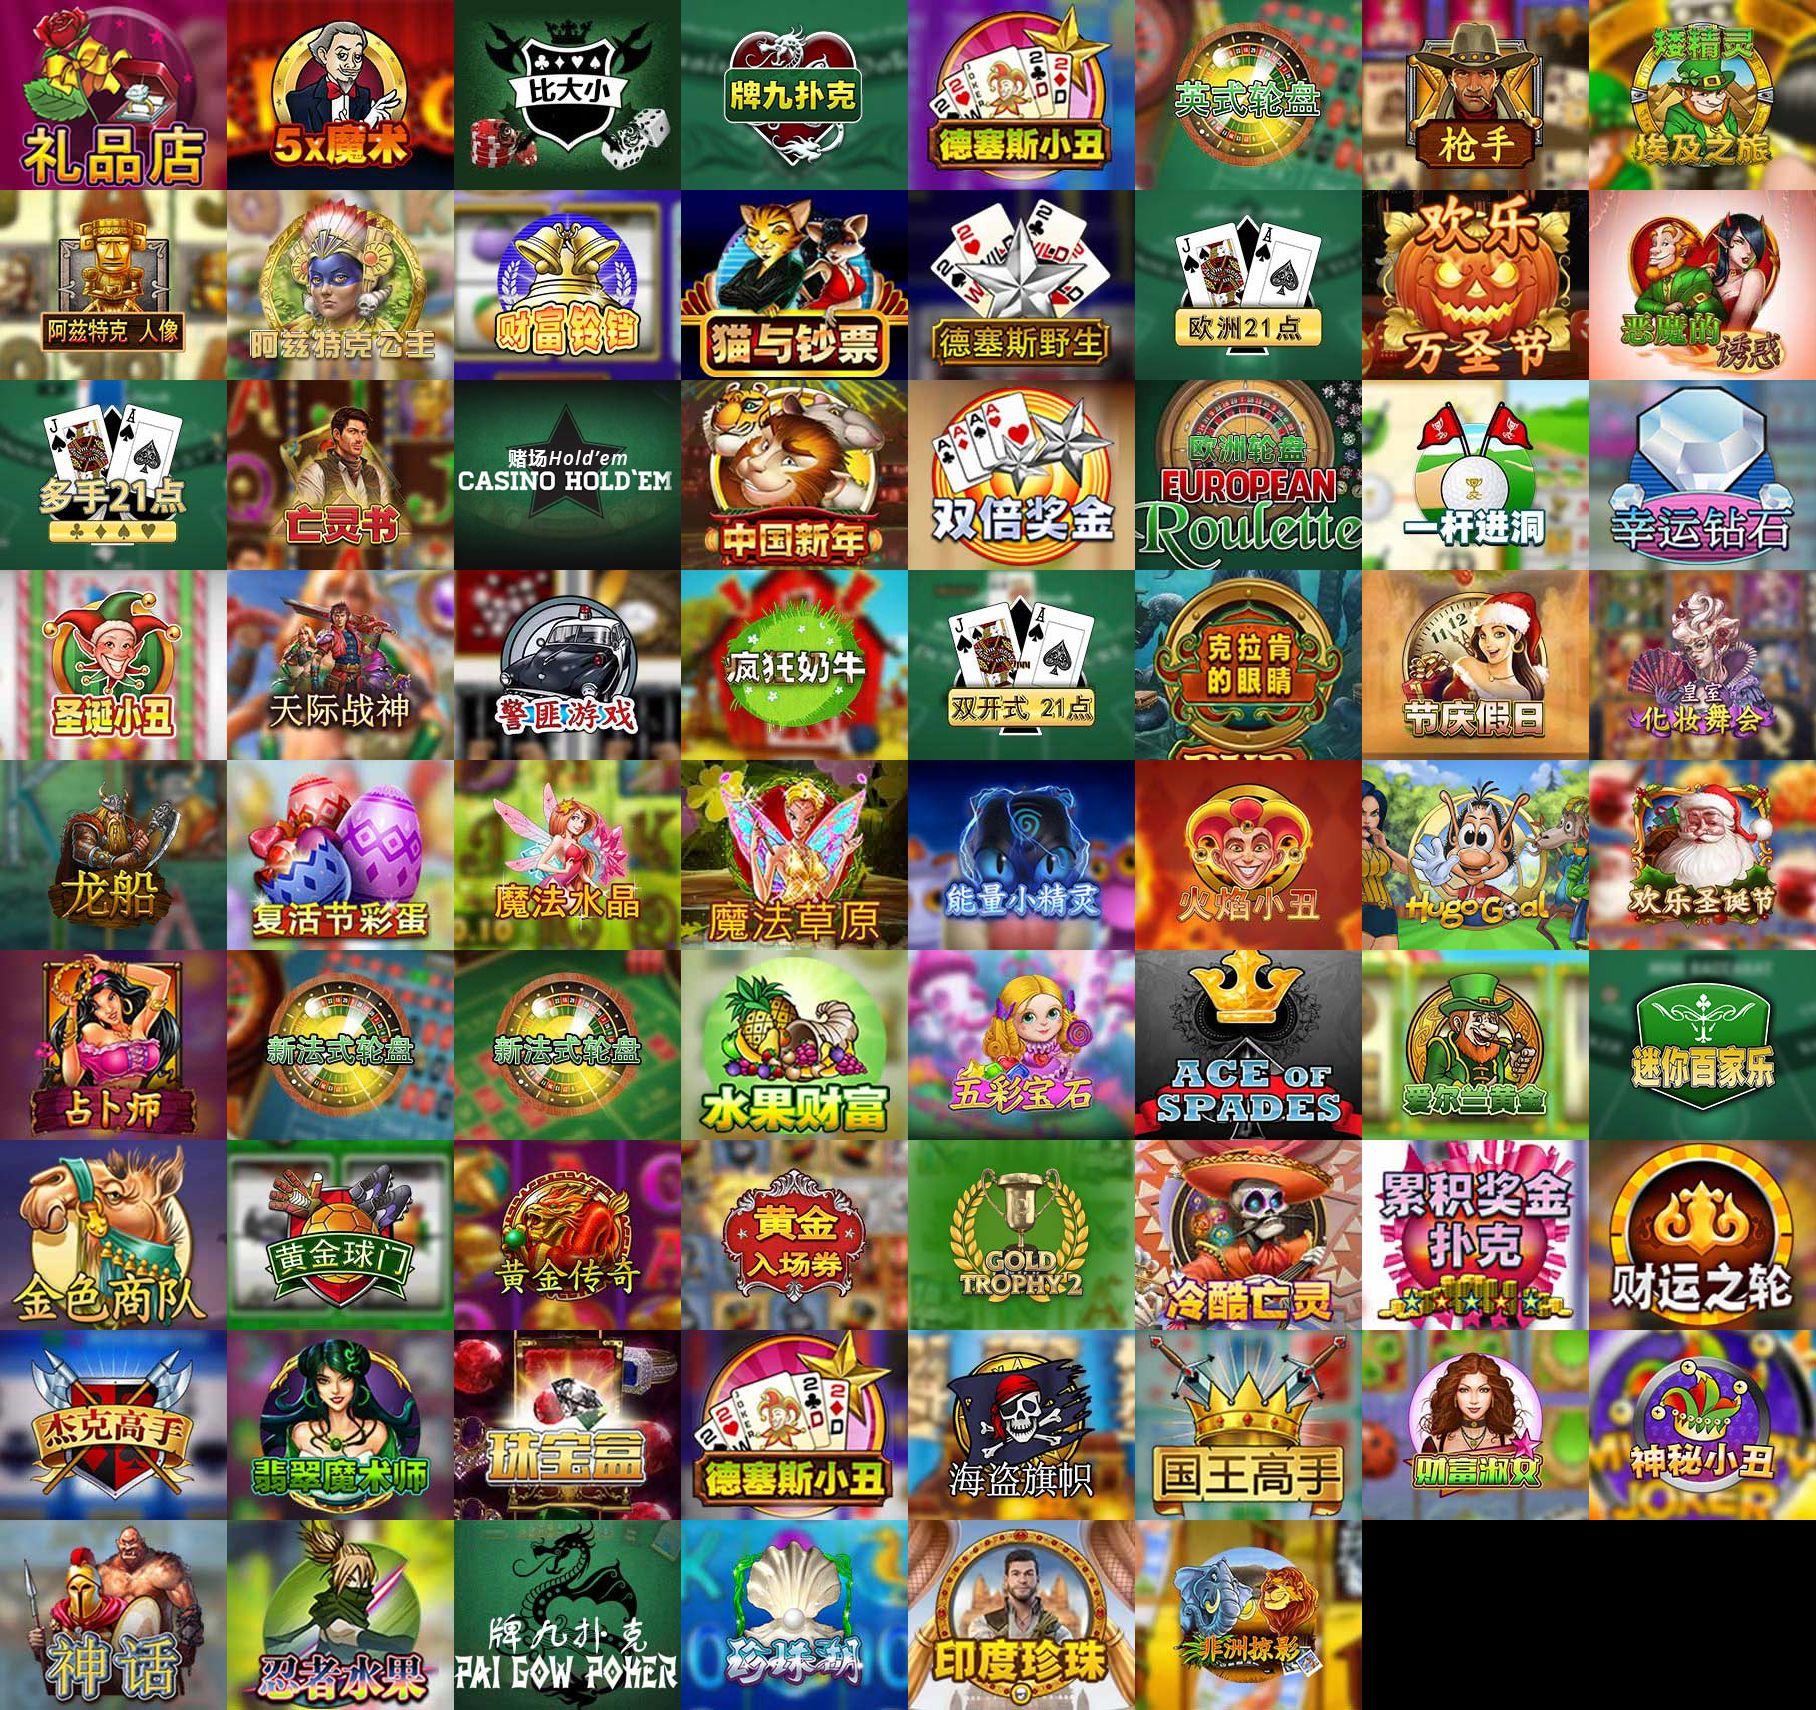 礼品店
5x魔术
比大小
牌九扑克
德塞斯小丑
英式轮盘
枪手
矮精灵
埃及之旅
阿兹特克 人像
阿兹特克公主
财富铃铛
猫与钞票
德塞斯野生
欧洲21点
欢乐
万圣节
恶魔的
诱惑
多手21点
亡灵书
赌场Hold'em
CASINO HOLD'EM
中国新年
双倍奖金
欧洲轮盘
EUROPEAN
Roulette
一杆进洞
幸运钻石
圣诞小丑
天际战神
警匪游戏
疯狂奶牛
双开式 21点
克拉肯
的眼睛
节庆假日
皇室
化妆舞会
龙船
复活节彩蛋
魔法水晶
魔法草原
能量小精灵
火焰小丑
Hugo Goal
欢乐圣诞节
占卜师
新法式轮盘
新法式轮盘
水果财富
五彩宝石
ACE OF
SPADES
爱尔兰黄金
迷你百家乐
金色商队
黄金球门
黄金传奇
黄金
入场券
GOLD
TROPHY 2
冷酷亡灵
累积奖金
扑克
财运之轮
杰克高手
翡翠魔术师
珠宝盒
德塞斯小丑
海盗旗帜
国王高手
财富淑女
神秘小丑
神话
忍者水果
牌九扑克
PAI GOW POKER
珍珠湖
印度珍珠
非洲掠影